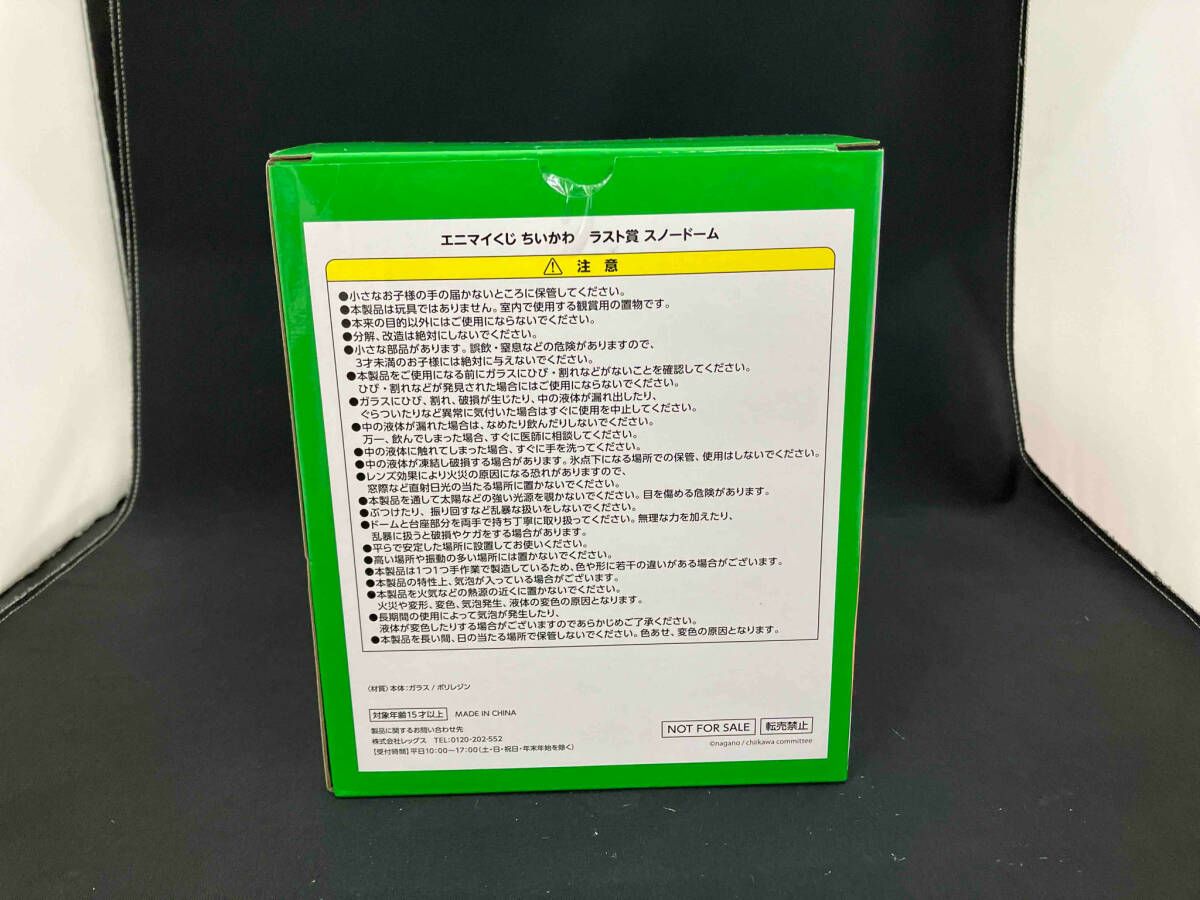 エニマイくじ ちいかわ ラスト賞 スノードーム
⚠ 注意
●小さなお子様の手の届かないところに保管してください。
●本製品は玩具ではありません。室内で使用する観賞用の置物です。
●本来の目的以外にはご使用にならないでください。
●分解、改造は絶対にしないでください。
●小さな部品があります。誤飲・窒息などの危険がありますので、
3才未満のお子様には絶対に与えないでください。
●本製品をご使用になる前にガラスにひび・割れなどがないことを確認してください。
ひび・割れなどが発見された場合にはご使用にならないでください。
●ガラスにひび、割れ、破損が生じたり、中の液体が漏れ出したり、
ぐらついたりなど異常に気付いた場合はすぐに使用を中止してください。
●中の液体が漏れた場合は、なめたり飲んだりしないでください。
万一、飲んでしまった場合、すぐに医師に相談してください。
●中の液体に触れてしまった場合、すぐに手を洗ってください。
●中の液体が凍結し破損する場合があります。氷点下になる場所での保管、使用はしないでください。
●レンズ効果により火災の原因になる恐れがありますので、
窓際など直射日光の当たる場所に置かないでください。
●本製品を通して太陽などの強い光源を覗かないでください。目を傷める危険があります。
●ぶつけたり、振り回すなど乱暴な扱いをしないでください。
●ドームと台座部分を両手で持ち丁寧に取り扱ってください。無理な力を加えたり、
乱暴に扱うと破損やケガをする場合があります。
●平らで安定した場所に設置してお使いください。
●高い場所や振動の多い場所には置かないでください。
●本製品は1つ1つ手作業で製造しているため、色や形に若干の違いがある場合がございます。
●本製品の特性上、気泡が入っている場合がございます。
●本製品を火気などの熱源の近くに置かないでください。
火災や変形、変色、気泡発生、液体の変色の原因となります。
●長期間の使用によって気泡が発生したり、
液体が変色したりする場合がございますのであらかじめご了承ください。
●本製品を長い間、日の当たる場所で保管しないでください。色あせ、変色の原因となります。
〈材質〉本体:ガラス / ポリレジン
対象年齢15才以上 MADE IN CHINA
製品に関するお問い合わせ先
株式会社レッグス TEL:0120-202-552
【受付時間】平日10:00〜17:00(土・日・祝日・年末年始を除く)
NOT FOR SALE 転売禁止
©nagano / chiikawa committee